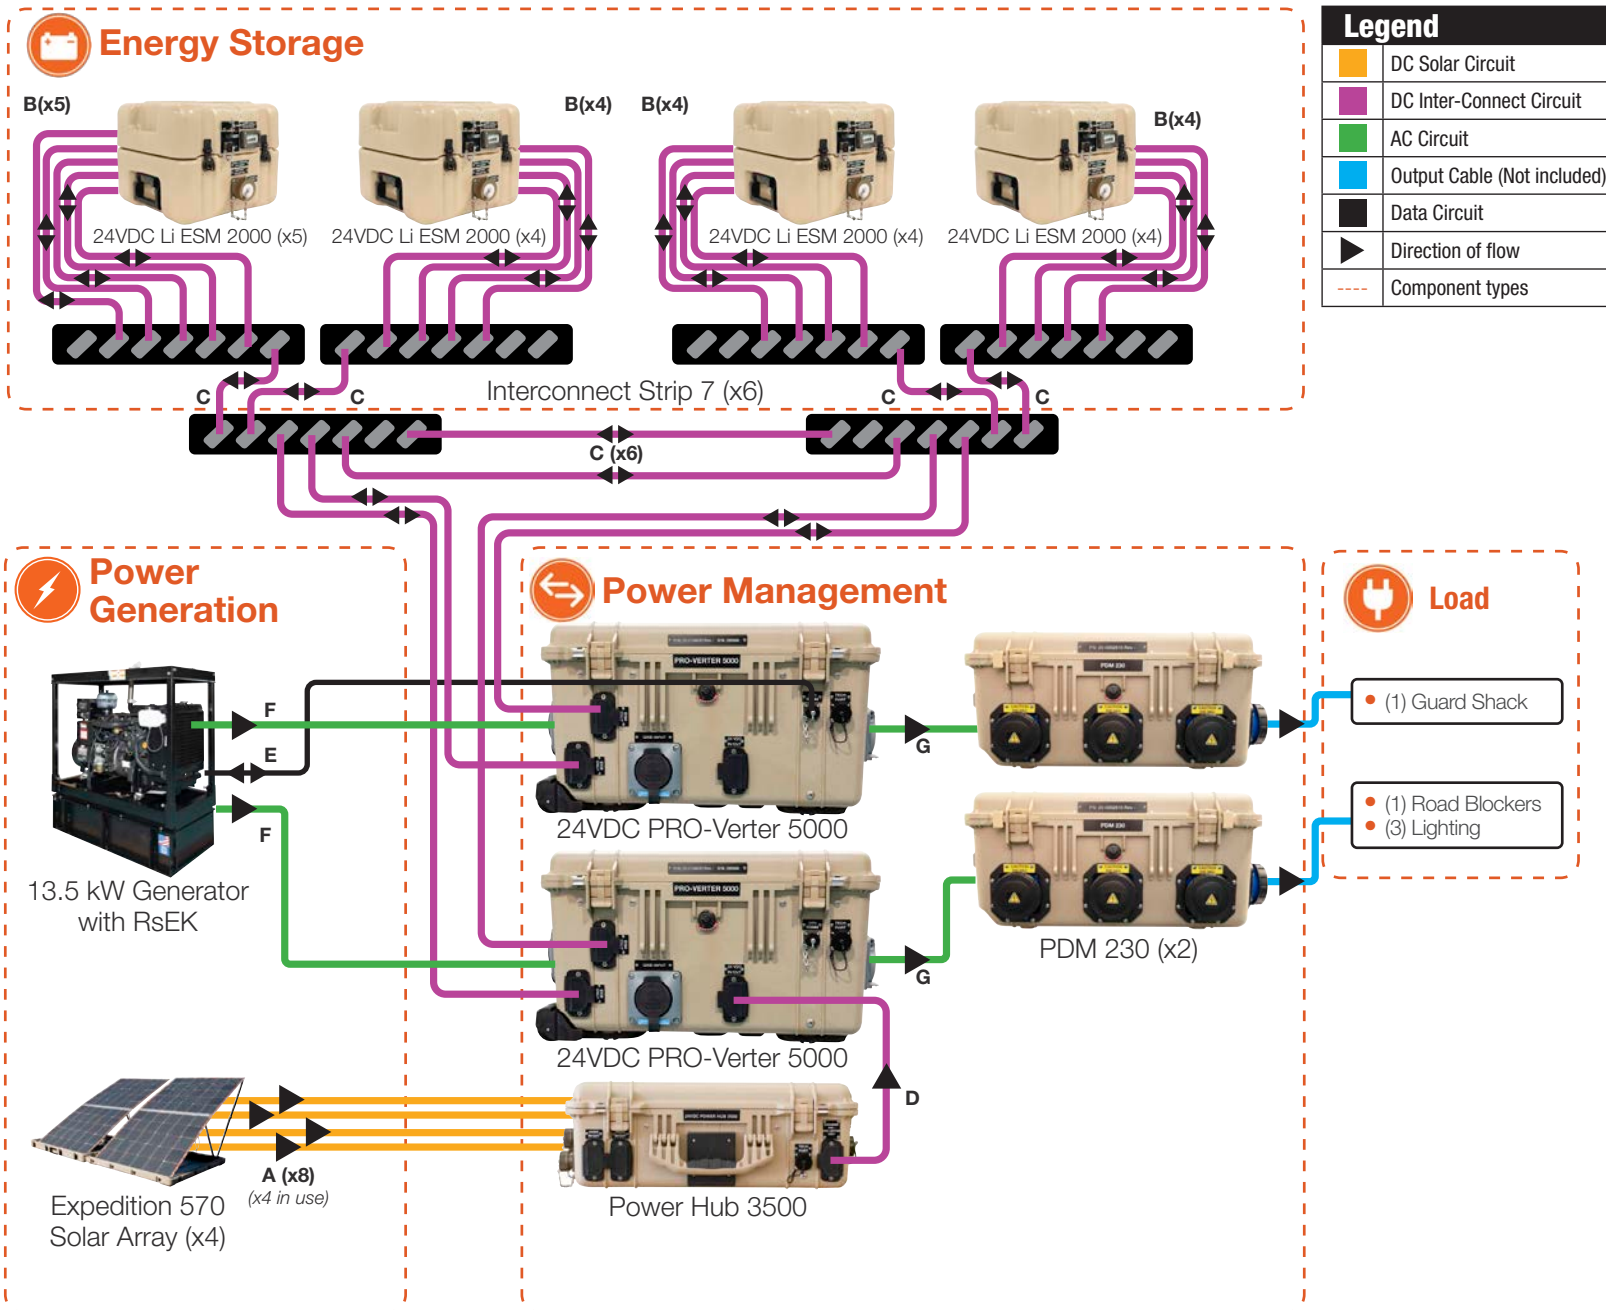 Energy Storage
B(x5)
B(x4)
B(x4)
B(x4)
24VDC Li ESM 2000 (x5)
24VDC Li ESM 2000 (x4)
24VDC Li ESM 2000 (x4)
24VDC Li ESM 2000 (x4)
Interconnect Strip 7 (x6)
C
C
C
C
C (x6)
Legend
DC Solar Circuit
DC Inter-Connect Circuit
AC Circuit
Output Cable (Not included)
Data Circuit
Direction of flow
Component types
Power
Generation
F
E
F
13.5 kW Generator
with RsEK
A (x8)
(x4 in use)
Expedition 570
Solar Array (x4)
Power Management
PRO-VERTER 5000
24VDC PRO-Verter 5000
PRO-VERTER 5000
24VDC PRO-Verter 5000
G
G
PDM 230
PDM 230
PDM 230 (x2)
D
24VDC POWER HUB 3500
Power Hub 3500
Load
(1) Guard Shack
(1) Road Blockers
(3) Lighting